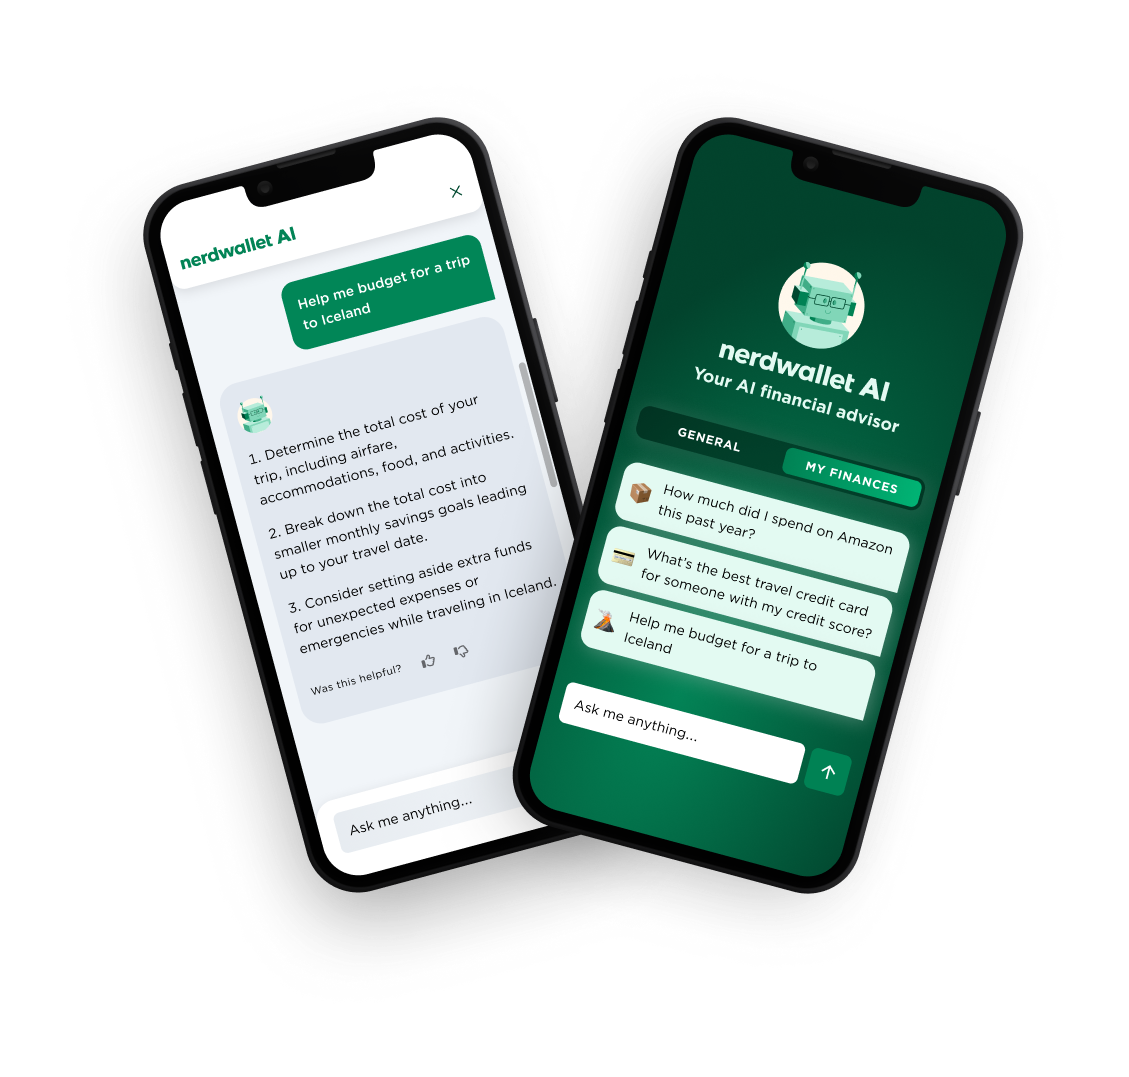 nerdwallet AI
Help me budget for a trip
to Iceland
1. Determine the total cost of your
trip, including airfare,
accommodations, food, and activities.
2. Break down the total cost into
smaller monthly savings goals leading
up to your travel date.
3. Consider setting aside extra funds
for unexpected expenses or
emergencies while traveling in Iceland.
Was this helpful?
Ask me anything...
nerdwallet AI
Your AI financial advisor
GENERAL
MY FINANCES
How much did I spend on Amazon
this past year?
What's the best travel credit card
for someone with my credit score?
Help me budget for a trip to
Iceland
Ask me anything...